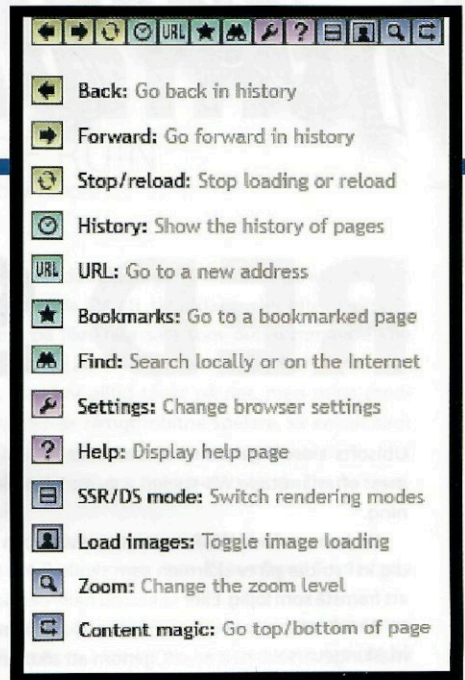 URL ?
Back: Go back in history
Forward: Go forward in history
Stop/reload: Stop loading or reload
History: Show the history of pages
URL URL: Go to a new address
Bookmarks: Go to a bookmarked page
Find: Search locally or on the Internet
Settings: Change browser settings
? Help: Display help page
SSR/DS mode: Switch rendering modes
Load images: Toggle image loading
Zoom: Change the zoom level
Content magic: Go top/bottom of page